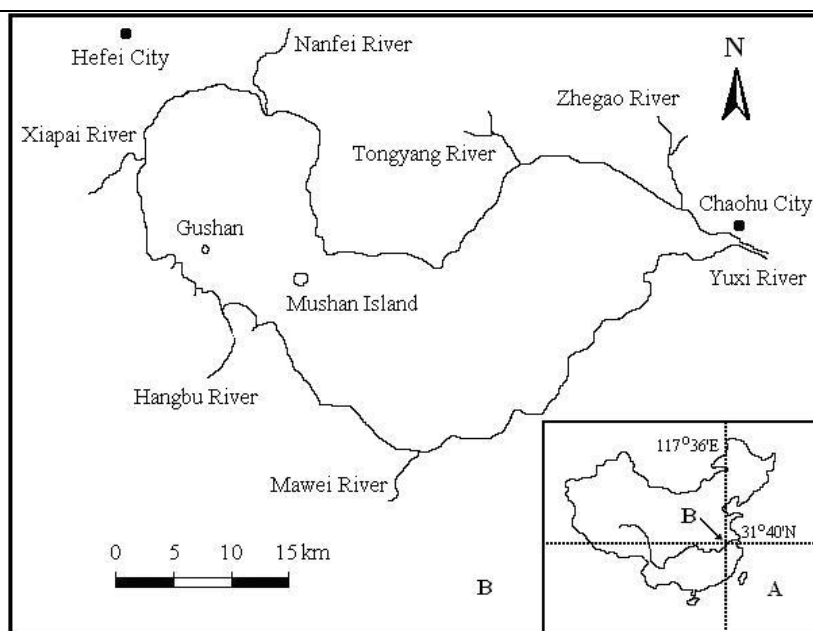 Hefei City
Nanfei River
N
Zhegao River
Xiapai River
Tongyang River
Chaohu City
Gushan
Yuxi River
Mushan Island
Hangbu River
117°36'E
Mawei River
B
31°40'N
0 5 10 15 km
B
A